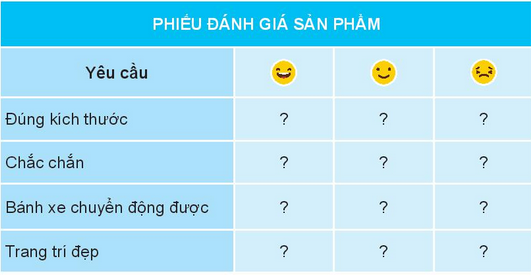 PHIẾU ĐÁNH GIÁ SẢN PHẨM
Yêu cầu
Đúng kích thước ? ? ?
Chắc chắn ? ? ?
Bánh xe chuyển động được ? ? ?
Trang trí đẹp ? ? ?